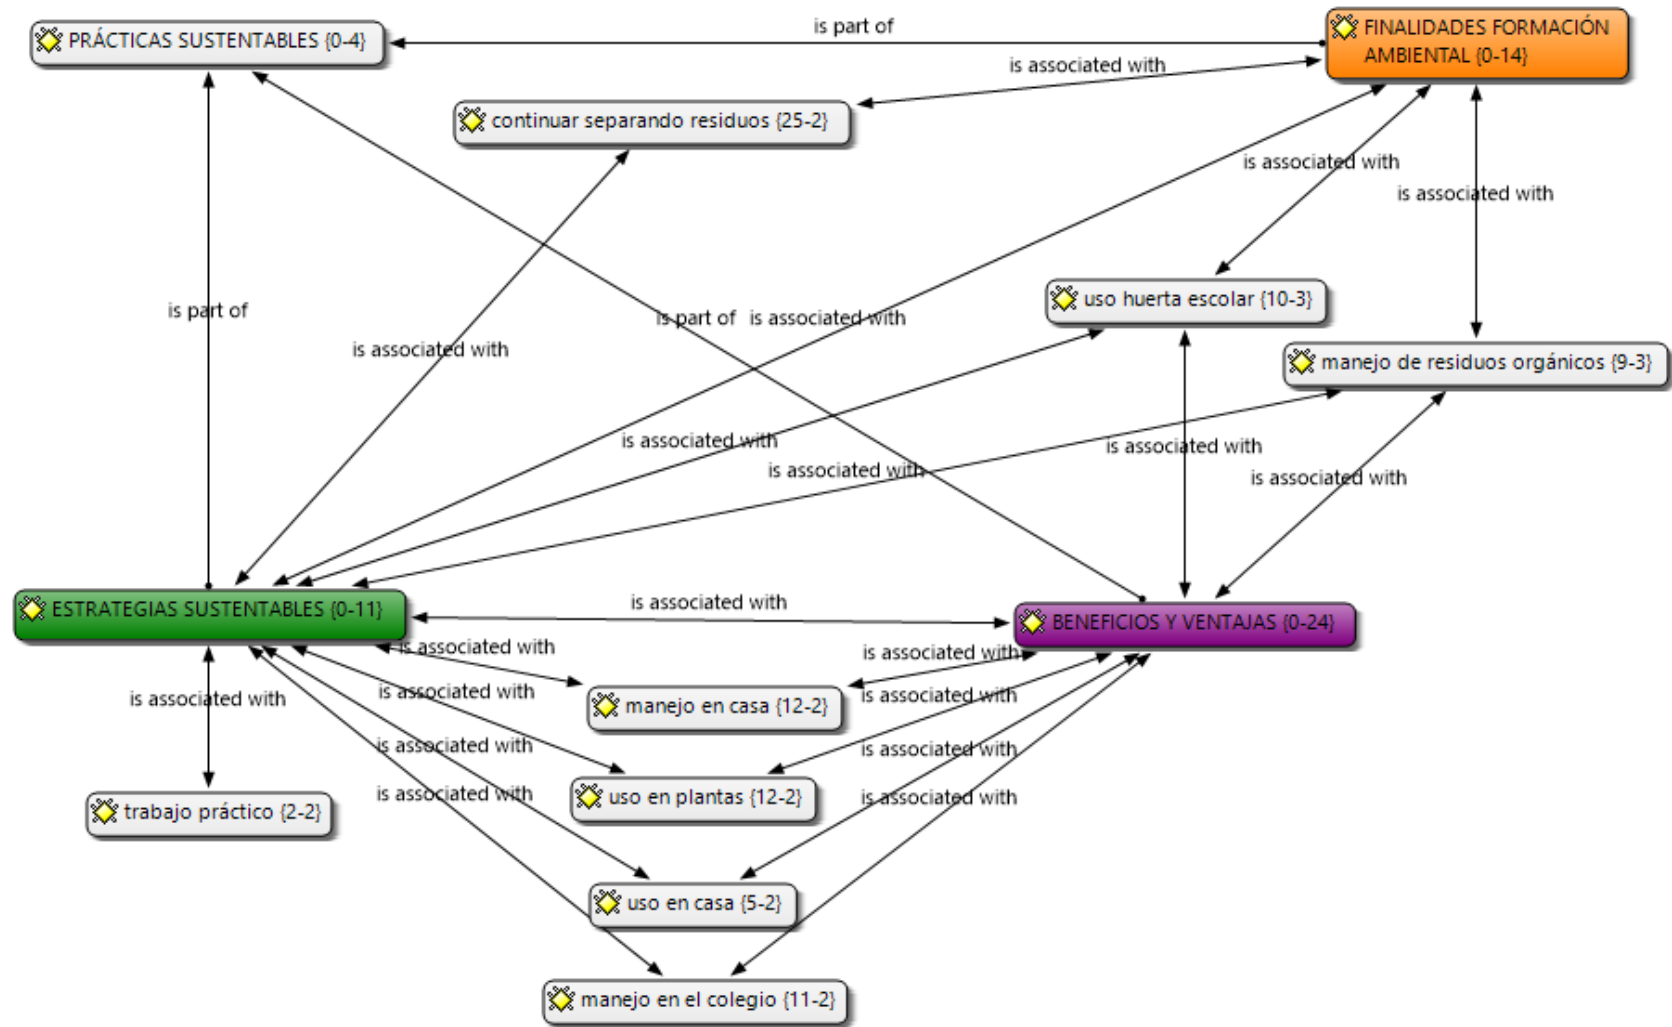 PRÁCTICAS SUSTENTABLES {0-4}
is part of
FINALIDADES FORMACIÓN
AMBIENTAL {0-14}
is associated with
continuar separando residuos {25-2}
is associated with
is associated with
uso huerta escolar {10-3}
is part of
is part of
is associated with
is associated with
manejo de residuos orgánicos {9-3}
is associated with
is associated with
is associated with
is associated with
ESTRATEGIAS SUSTENTABLES {0-11}
is associated with
BENEFICIOS Y VENTAJAS {0-24}
is associated with
is associated with
is associated with
is associated with
manejo en casa {12-2}
is associated with
is associated with
is associated with
uso en plantas {12-2}
is associated with
is associated with
trabajo práctico {2-2}
uso en casa {5-2}
manejo en el colegio {11-2}